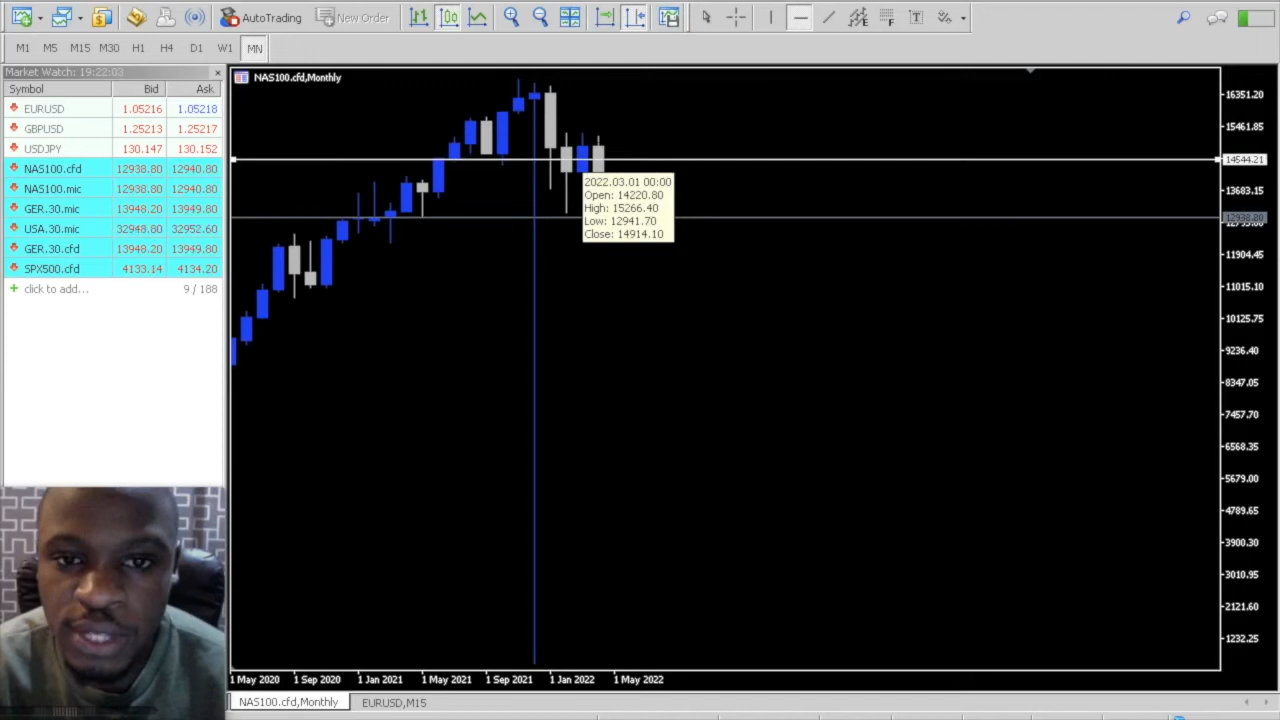 AutoTrading
New Order
M1 M5 M15 M30 H1 H4 D1 W1 MN
Market Watch: 19:22:03
Symbol Bid Ask
EURUSD 1.05216 1.05218
GBPUSD 1.25213 1.25217
USDJPY 130.147 130.152
NAS100.cfd 12938.80 12940.80
NAS100.mic 12938.80 12940.80
GER.30.mic 13948.20 13949.80
USA.30.mic 32948.80 32952.60
GER.30.cfd 13948.20 13949.80
SPX500.cfd 4133.14 4134.20
click to add... 9 / 188
NAS100.cfd,Monthly
2022.03.01 00:00
Open: 14220.80
High: 15266.40
Low: 12941.70
Close: 14914.10
16351.20
15461.85
14544.21
13683.15
12938.80
11904.45
11015.10
10125.75
9236.40
8347.05
7457.70
6568.35
5679.00
4789.65
3900.30
3010.95
2121.60
1232.25
1 May 2020 1 Sep 2020 1 Jan 2021 1 May 2021 1 Sep 2021 1 Jan 2022 1 May 2022
NAS100.cfd,Monthly EURUSD,M15